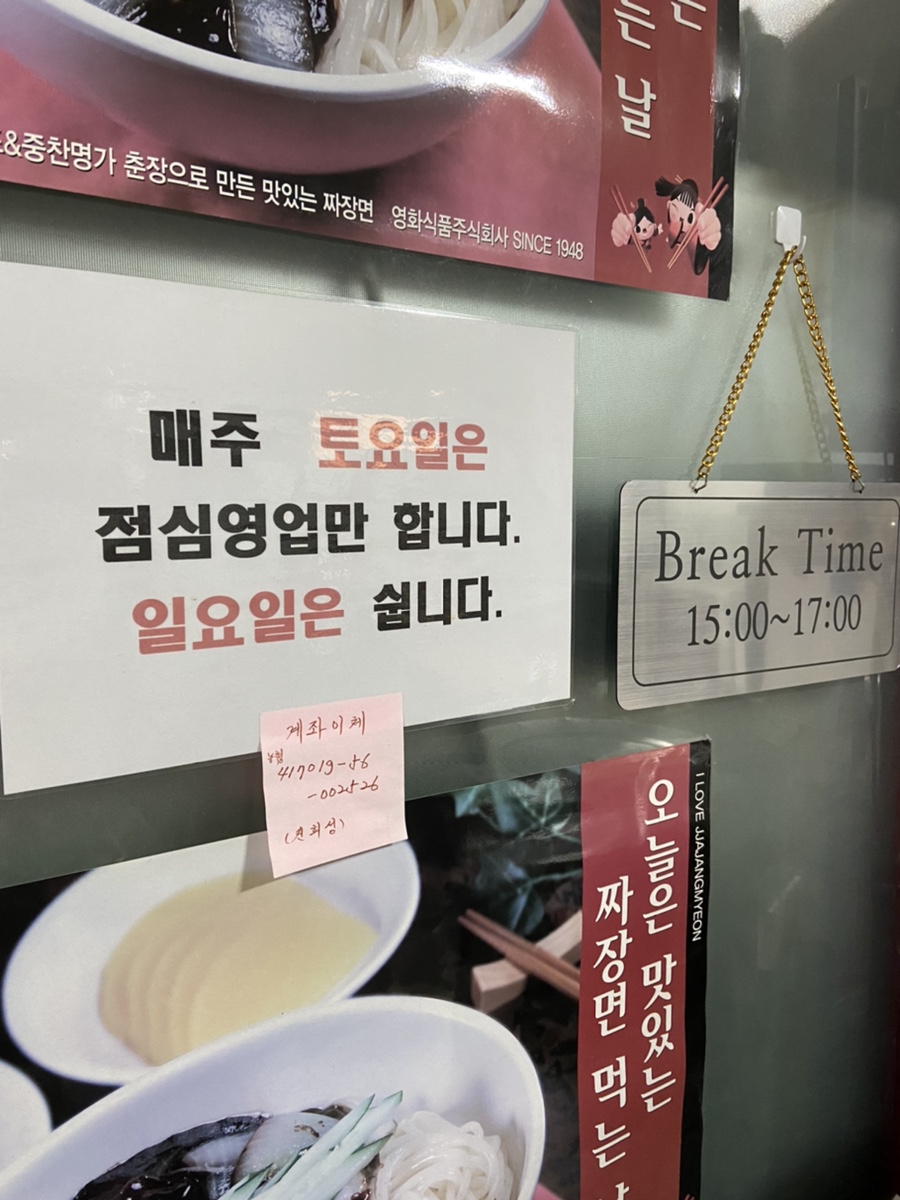 는
는 날
&중찬명가 춘장으로 만든 맛있는 짜장면 영화식품주식회사 SINCE 1948
매주 토요일은
점심영업만 합니다.
일요일은 쉽니다.
Break Time
15:00~17:00
계좌이체
농협
417019-56
-002526
I LOVE JJAJANGMYEON
오늘은 맛있는
짜장면 먹는